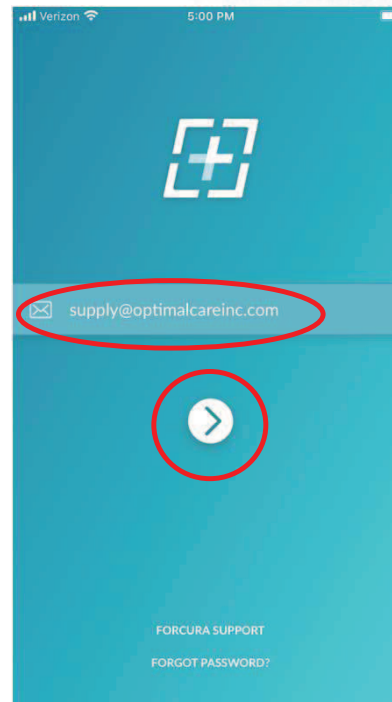 Verizon
5:00 PM
supply@optimalcareinc.com
FORCURA SUPPORT
FORGOT PASSWORD?